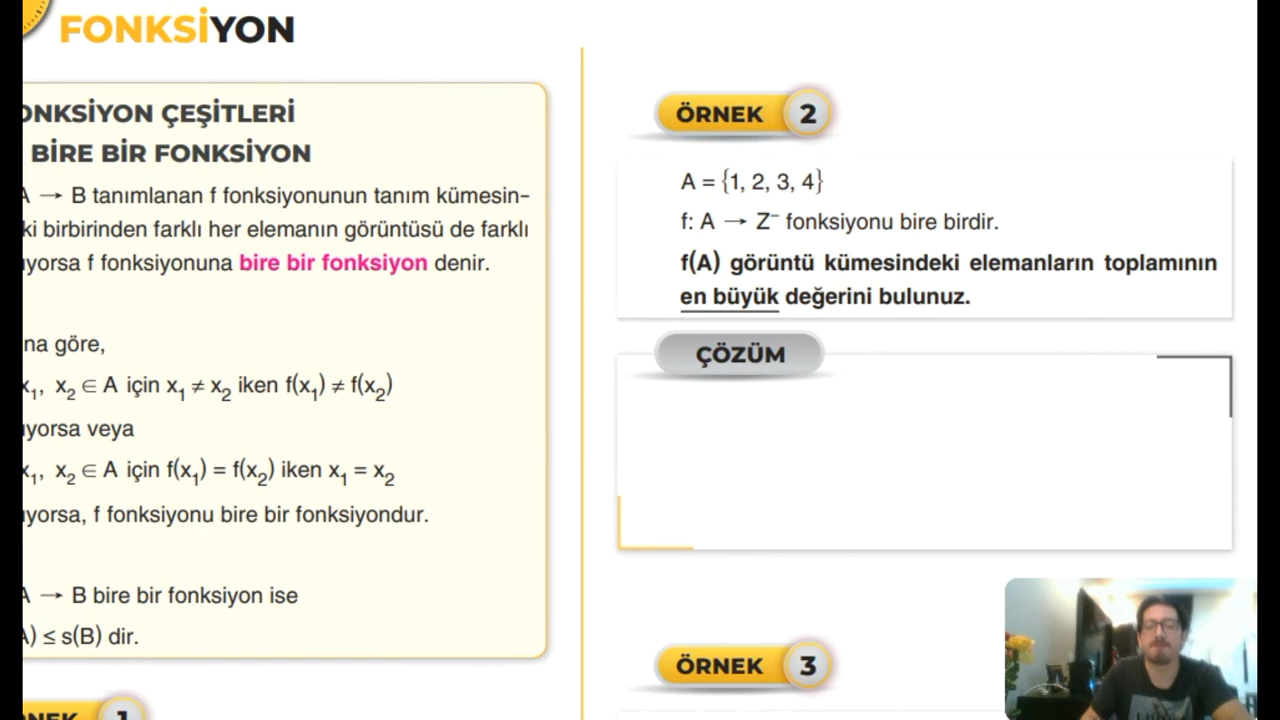 FONKSİYON
ONKSİYON ÇEŞİTLERİ
BİRE BİR FONKSİYON
A → B tanımlanan f fonksiyonunun tanım kümesin-
ki birbirinden farklı her elemanın görüntüsü de farklı
uyorsa f fonksiyonuna bire bir fonksiyon denir.
na göre,
x₁, x₂ ∈ A için x₁ ≠ x₂ iken f(x₁) ≠ f(x₂)
uyorsa veya
x₁, x₂ ∈ A için f(x₁) = f(x₂) iken x₁ = x₂
uyorsa, f fonksiyonu bire bir fonksiyondur.
A → B bire bir fonksiyon ise
A) ≤ s(B) dir.
NEK 1
ÖRNEK 2
A = {1, 2, 3, 4}
f: A → Z⁻ fonksiyonu bire birdir.
f(A) görüntü kümesindeki elemanların toplamının
en büyük değerini bulunuz.
ÇÖZÜM
ÖRNEK 3